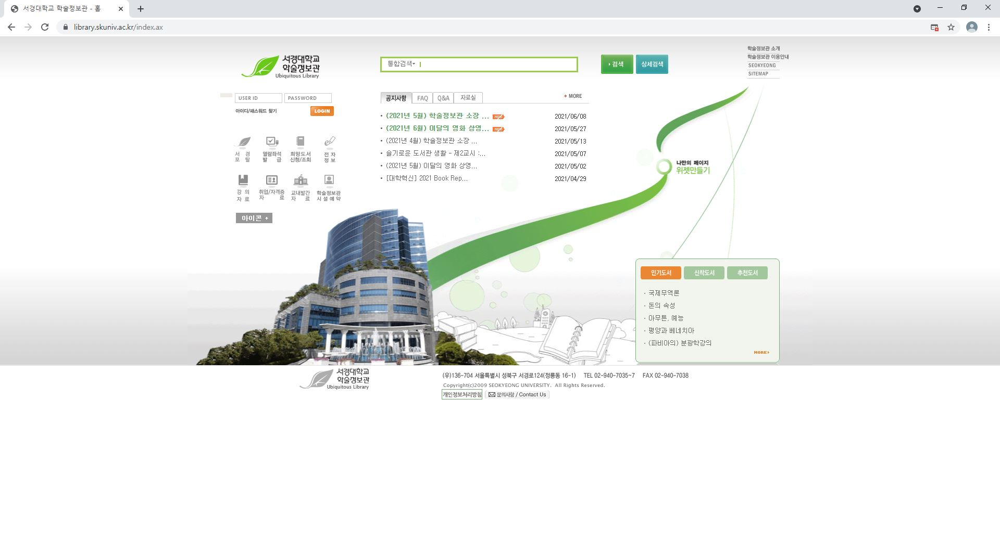 서경대학교 학술정보관 - 홈
library.skuniv.ac.kr/index.ax
서경대학교
학술정보관
Ubiquitous Library
통합검색
검색
상세검색
학술정보관 소개
학술정보관 이용안내
SEOKYEONG
SITEMAP
USER ID
PASSWORD
아이디/패스워드 찾기
LOGIN
공지사항
FAQ
Q&A
자료실
MORE
(2021년 5월) 학술정보관 소장 ... NEW 2021/06/08
(2021년 6월) 이달의 영화 상영... NEW 2021/05/27
(2021년 4월) 학술정보관 소장 ... 2021/05/13
슬기로운 도서관 생활 - 제2교시 :... 2021/05/07
(2021년 5월) 이달의 영화 상영... 2021/05/02
[대학혁신] 2021 Book Rep... 2021/04/29
서 경
포 탈
열람좌석
발 급
희망도서
신청/조회
전 자
정 보
강 의
자 료
취업/자격증
자 료
교내발간
자 료
학술정보관
시 설 예 약
아이콘 +
나만의 페이지
위젯만들기
인기도서
신착도서
추천도서
국제무역론
돈의 속성
아무튼, 예능
평양과 베네치아
(파비아의) 분광학강의
MORE
서경대학교
학술정보관
Ubiquitous Library
(우)136-704 서울특별시 성북구 서경로124(정릉동 16-1) TEL 02-940-7035~7 FAX 02-940-7038
Copyright(c)2009 SEOKYEONG UNIVERSITY. All Rights Reserved.
개인정보처리방침
문의사항 / Contact Us